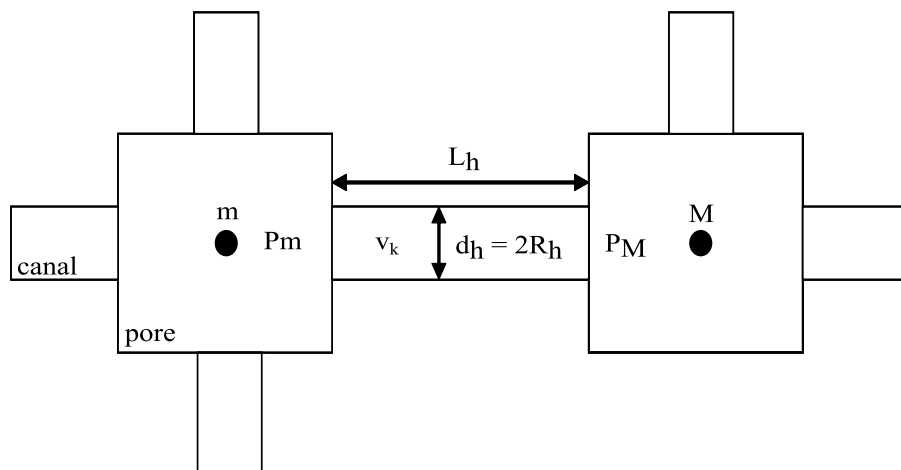 L_h
m
M
Pm
v_k
d_h = 2R_h
P_M
canal
pore